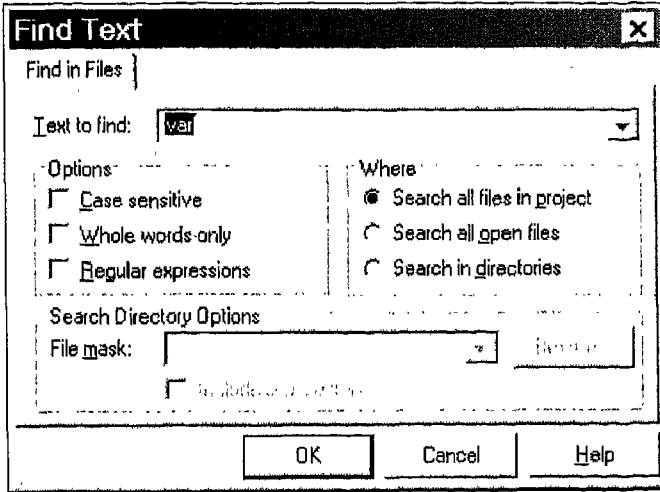 Find Text
Find in Files
Text to find: var
Options
Case sensitive
Whole words only
Regular expressions
Where
Search all files in project
Search all open files
Search in directories
Search Directory Options
File mask:
OK Cancel Help